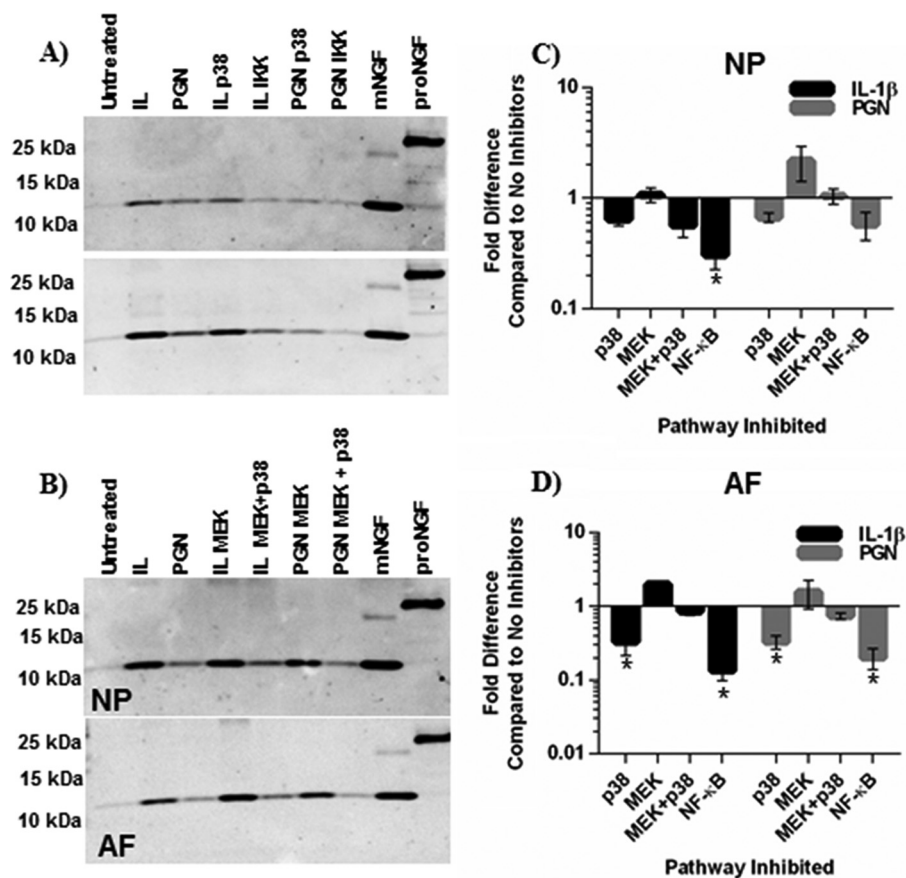 A)
Untreated
IL
PGN
IL p38
IL IKK
PGN p38
PGN IKK
mNGF
proNGF
25 kDa
15 kDa
10 kDa
25 kDa
15 kDa
10 kDa
B)
Untreated
IL
PGN
IL MEK
IL MEK+p38
PGN MEK
PGN MEK + p38
mNGF
proNGF
25 kDa
15 kDa
10 kDa
NP
25 kDa
15 kDa
10 kDa
AF
C)
NP
IL-1β
PGN
Fold Difference
Compared to No Inhibitors
10
1
0.1
*
p38
MEK
MEK+p38
NF-κB
p38
MEK
MEK+p38
NF-κB
Pathway Inhibited
D)
AF
IL-1β
PGN
Fold Difference
Compared to No Inhibitors
10
1
0.1
0.01
*
*
*
*
p38
MEK
MEK+p38
NF-κB
p38
MEK
MEK+p38
NF-κB
Pathway Inhibited